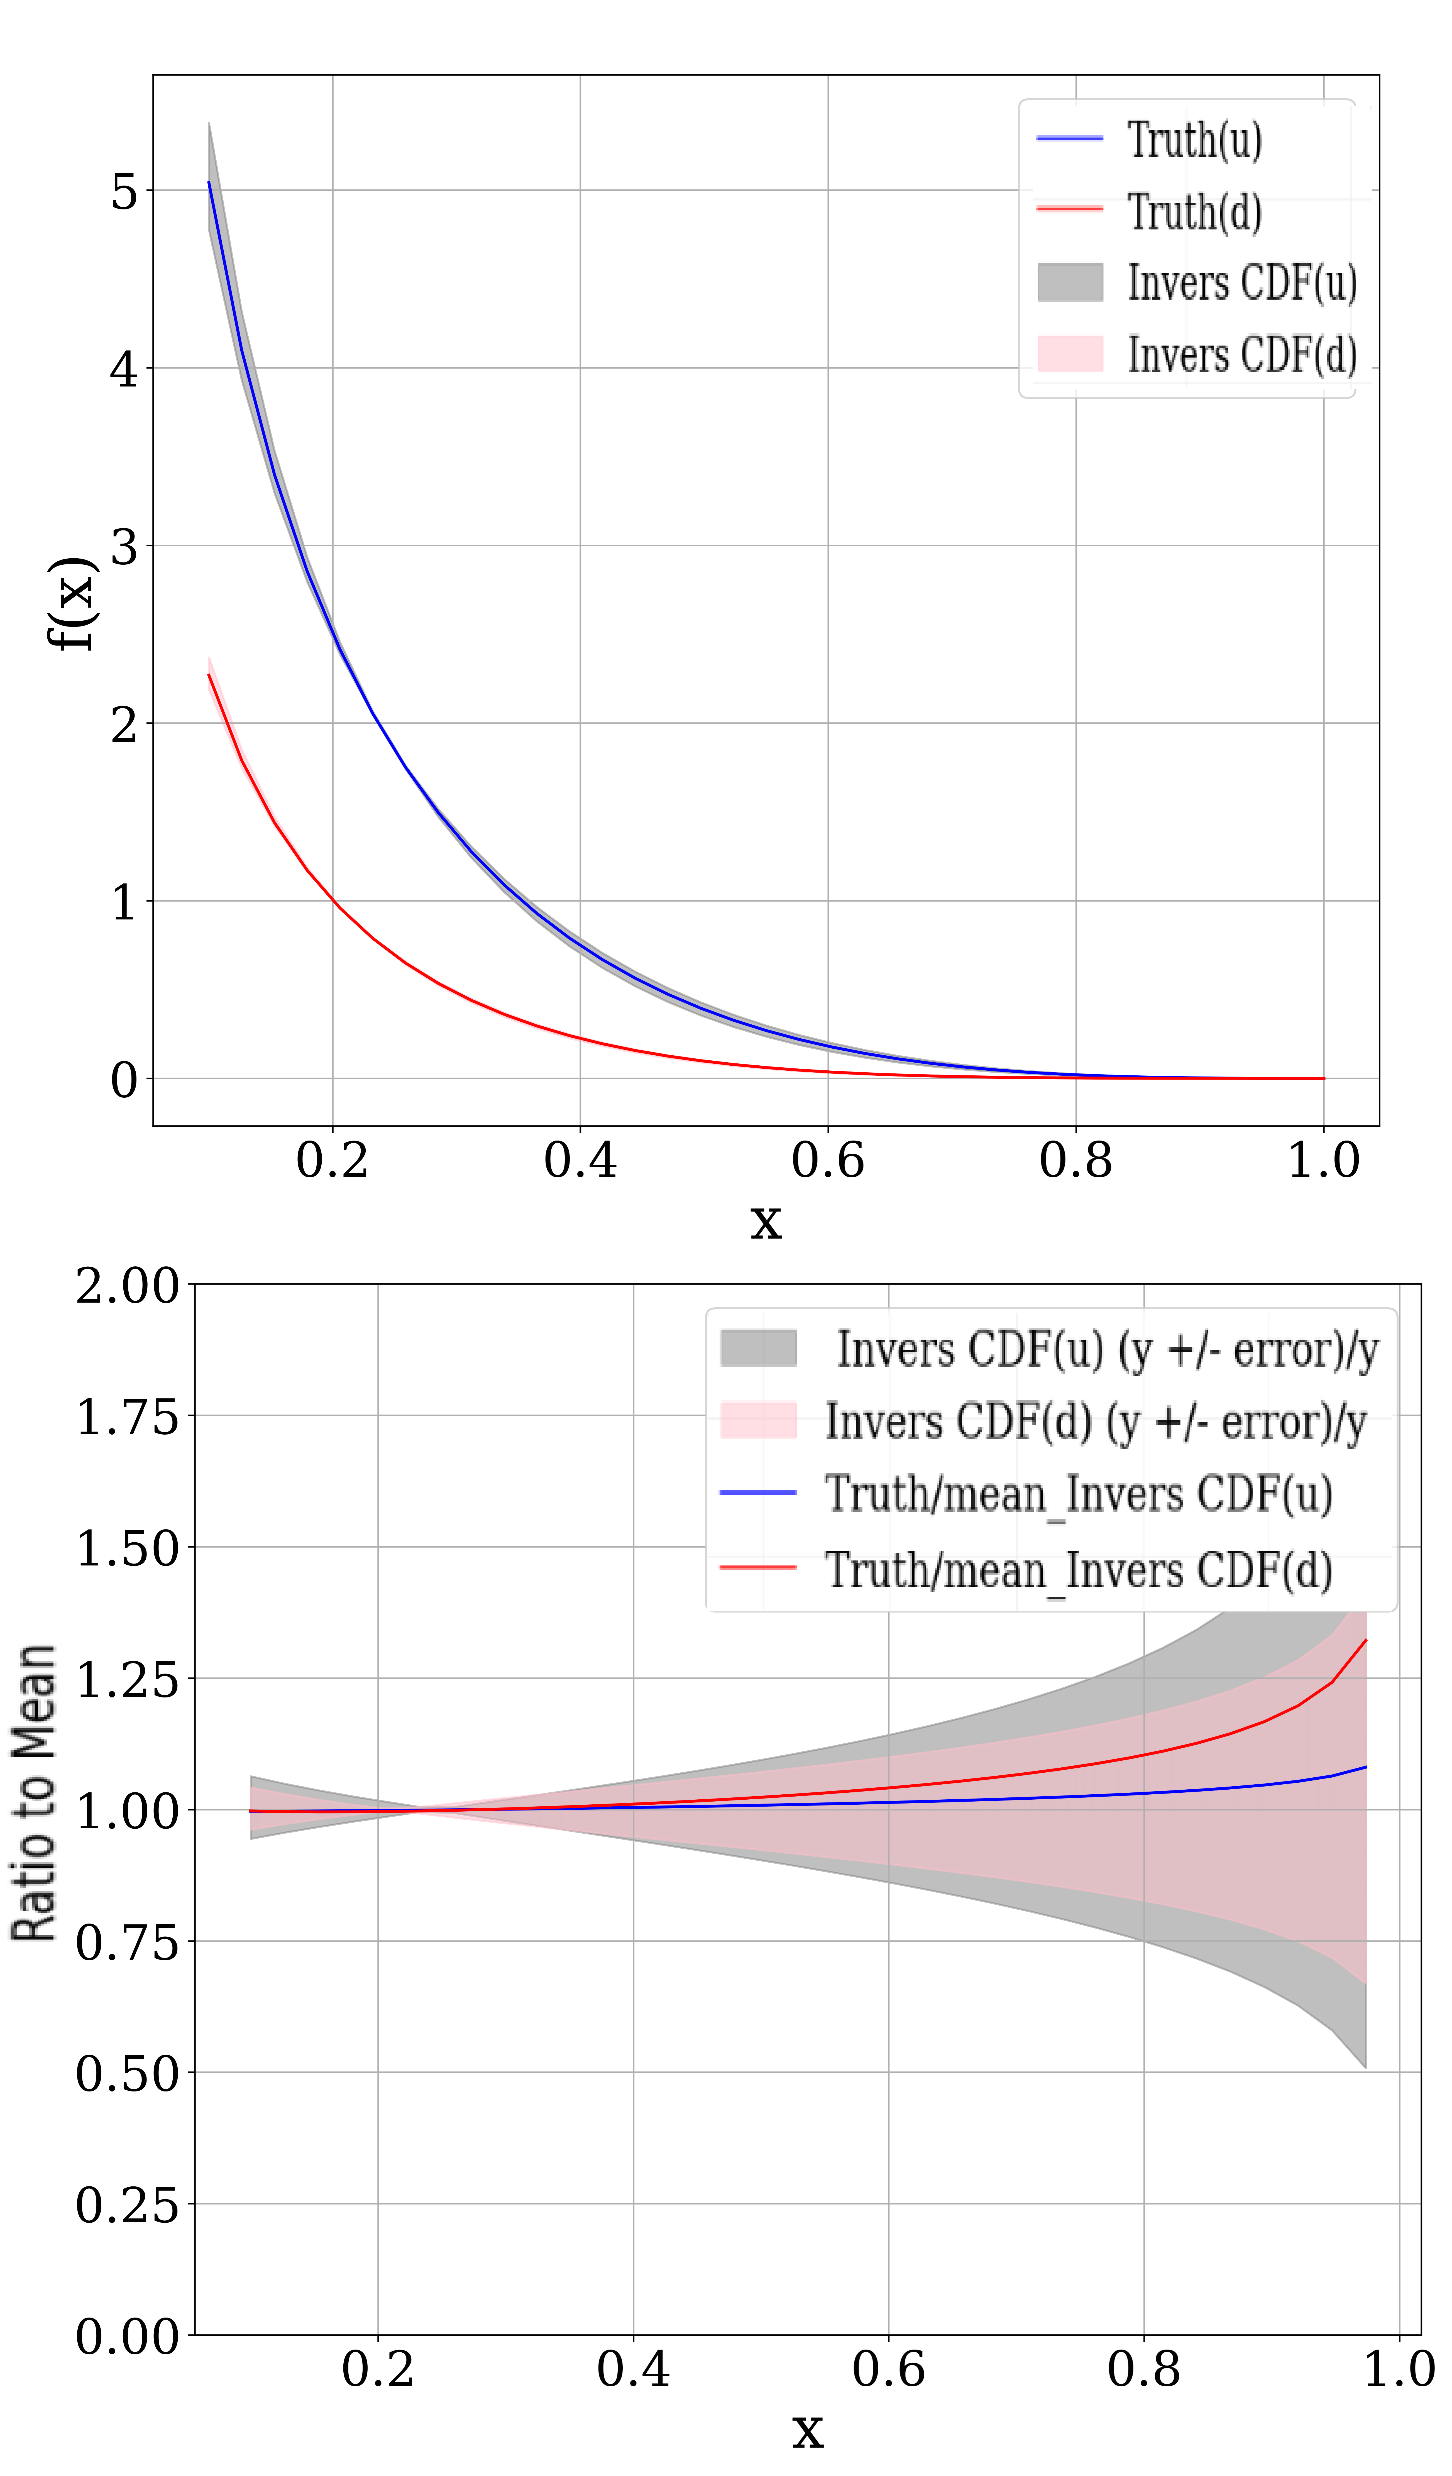 Truth(u)
Truth(d)
Invers CDF(u)
Invers CDF(d)
f(x)
5
4
3
2
1
0
0.2 0.4 0.6 0.8 1.0
x
Invers CDF(u) (y +/- error)/y
Invers CDF(d) (y +/- error)/y
Truth/mean_Invers CDF(u)
Truth/mean_Invers CDF(d)
Ratio to Mean
2.00
1.75
1.50
1.25
1.00
0.75
0.50
0.25
0.00
0.2 0.4 0.6 0.8 1.0
x